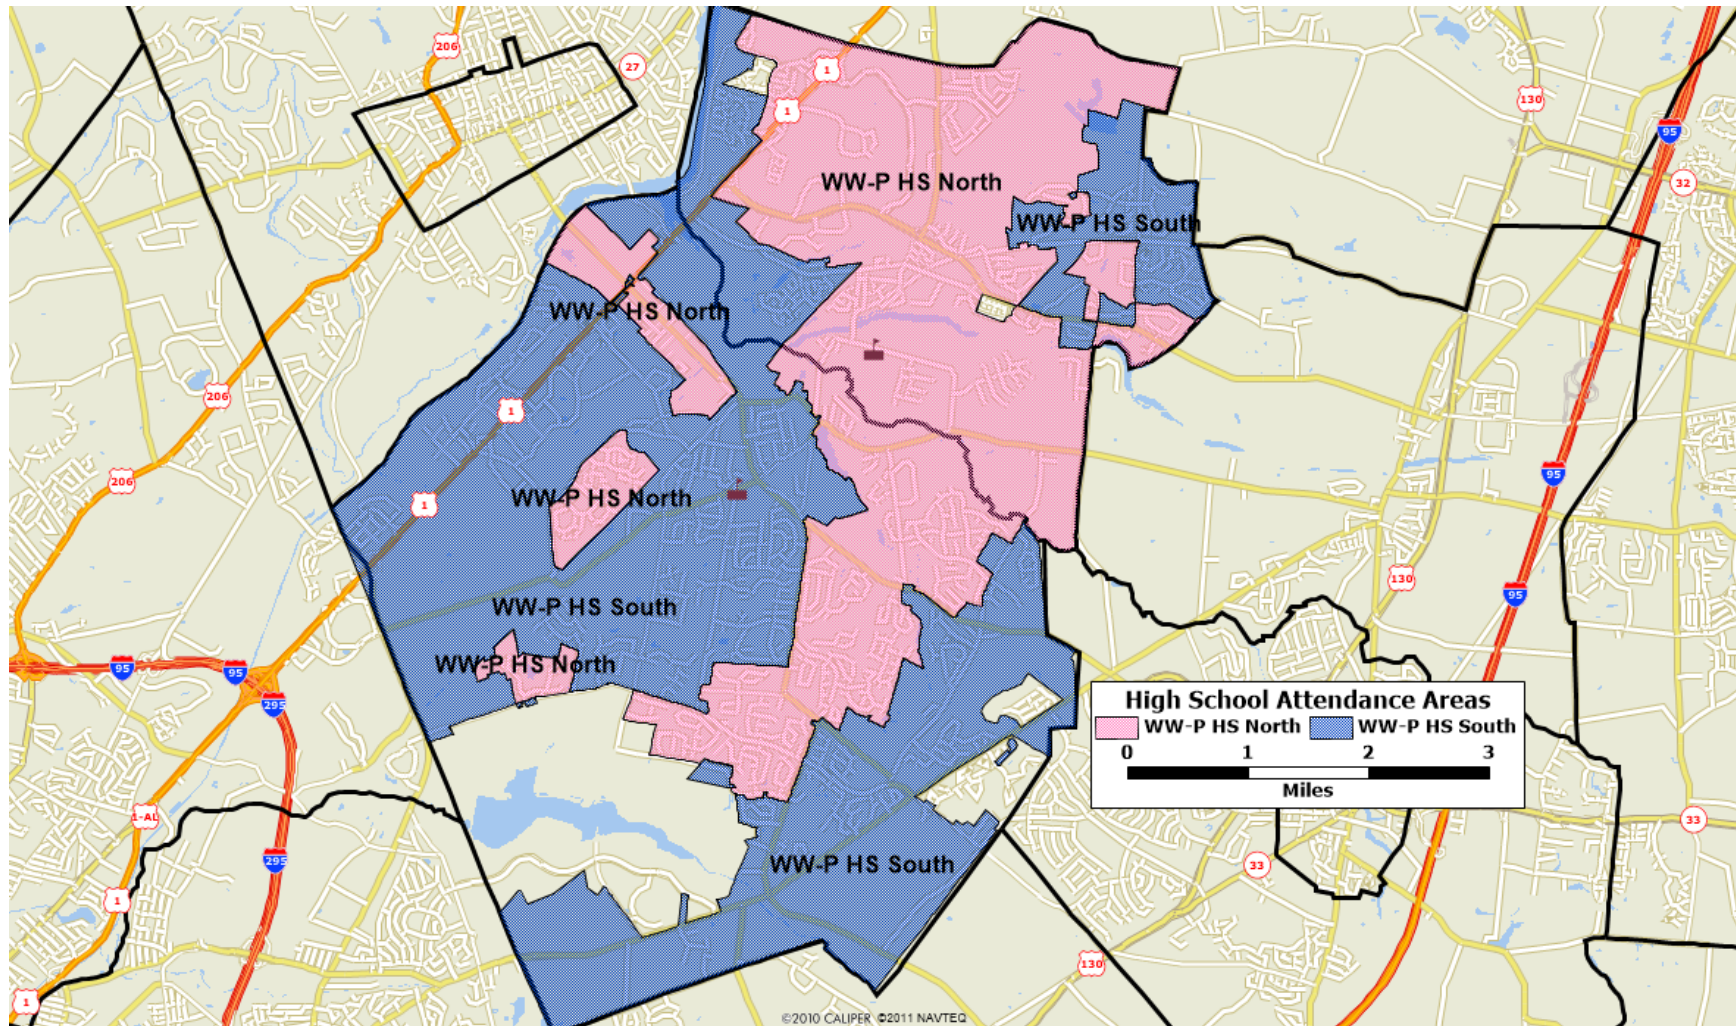 206
27
1
1
130
95
32
WW-P HS North
WW-P HS South
WW-P HS North
206
1
206
95
1
WW-P HS North
130
95
WW-P HS South
WW-P HS North
95
95
295
High School Attendance Areas
WW-P HS North
WW-P HS South
0
1
2
3
Miles
1-AL
33
295
WW-P HS South
33
1
130
1
©2010 CALIPER ©2011 NAVTEQ